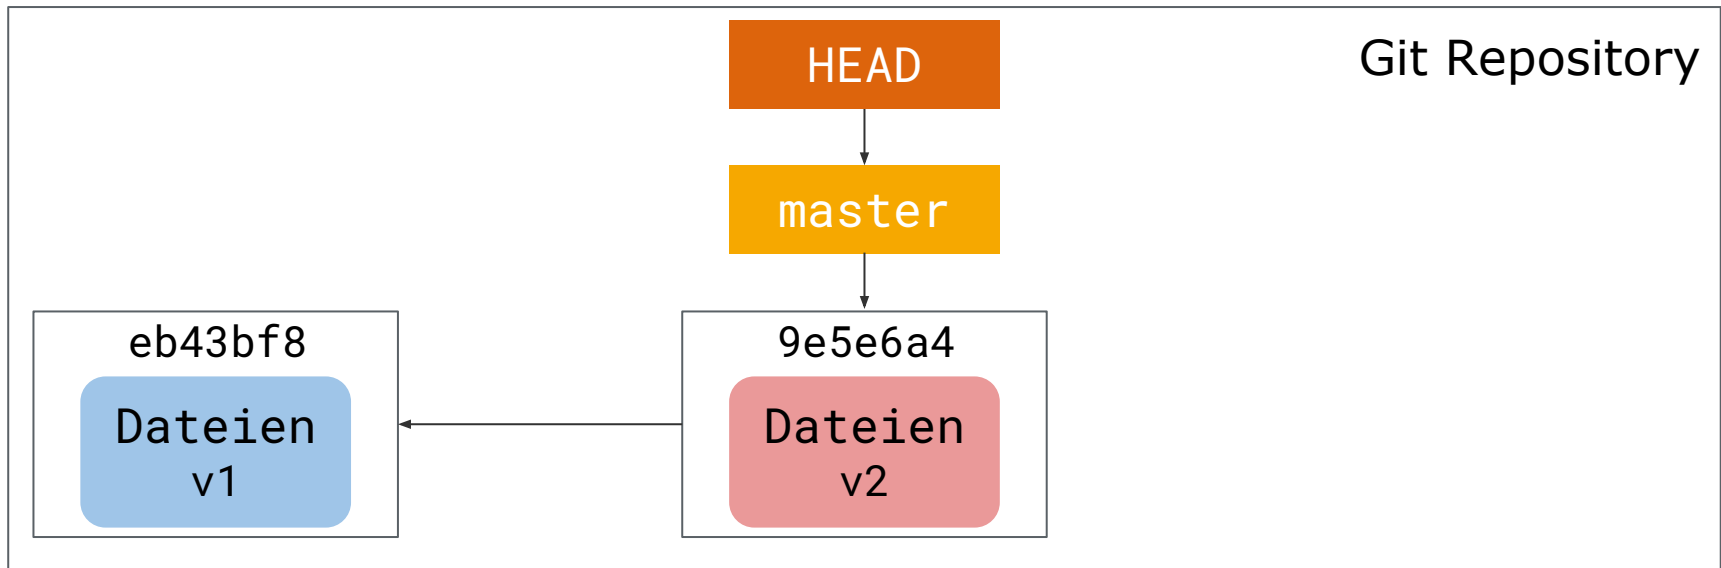 Git Repository
HEAD
master
eb43bf8
Dateien
v1
9e5e6a4
Dateien
v2